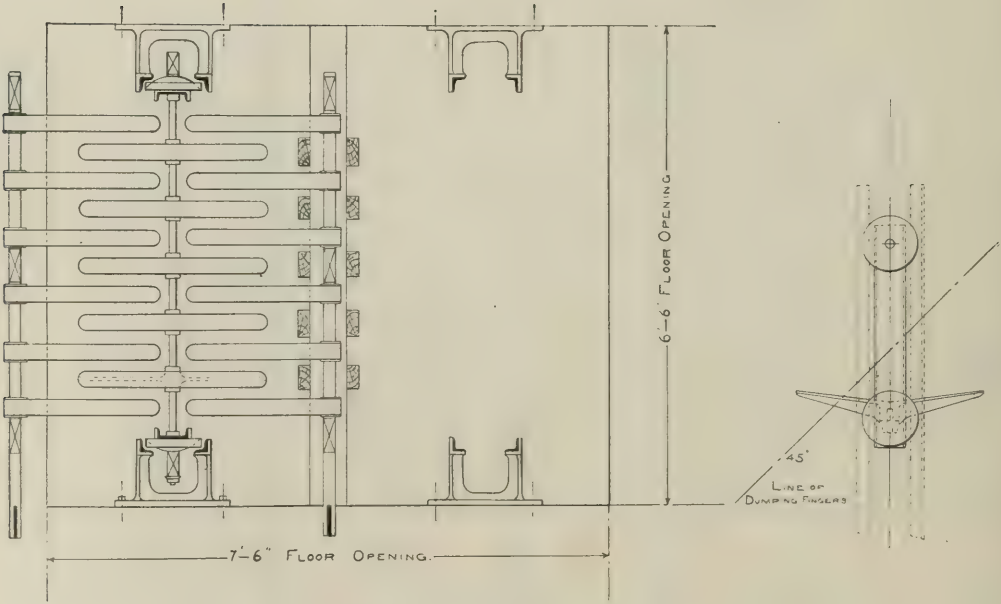 6'-6" FLOOR OPENING
7'-6" FLOOR OPENING.
45°
LINE OF
DUMPING FINGERS